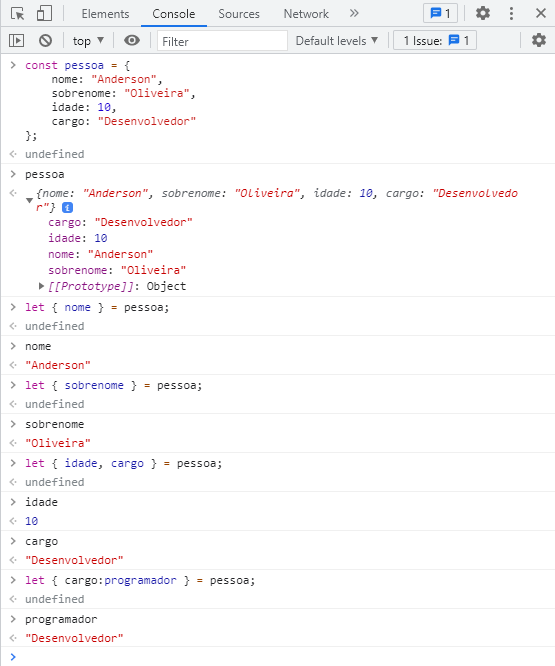 Elements Console Sources Network » 1
top Filter Default levels 1 Issue: 1
> const pessoa = {
nome: "Anderson",
sobrenome: "Oliveira",
idade: 10,
cargo: "Desenvolvedor"
};
undefined
> pessoa
{nome: "Anderson", sobrenome: "Oliveira", idade: 10, cargo: "Desenvolvedo
r"} i
cargo: "Desenvolvedor"
idade: 10
nome: "Anderson"
sobrenome: "Oliveira"
[[Prototype]]: Object
> let { nome } = pessoa;
undefined
> nome
"Anderson"
> let { sobrenome } = pessoa;
undefined
> sobrenome
"Oliveira"
> let { idade, cargo } = pessoa;
undefined
> idade
10
> cargo
"Desenvolvedor"
> let { cargo:programador } = pessoa;
undefined
> programador
"Desenvolvedor"
>